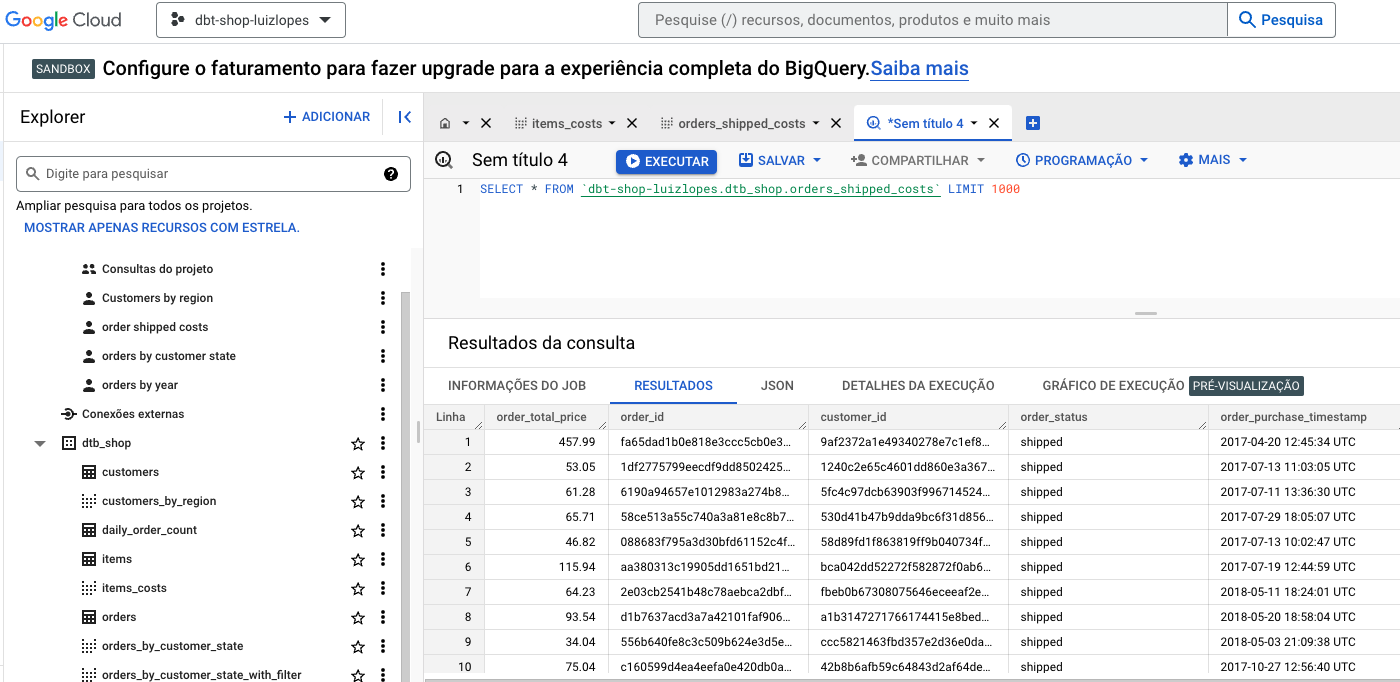 Google Cloud
dbt-shop-luizlopes
Pesquise (/) recursos, documentos, produtos e muito mais
Pesquisa
SANDBOX Configure o faturamento para fazer upgrade para a experiência completa do BigQuery. Saiba mais
Explorer
+ ADICIONAR
Digite para pesquisar
?
Ampliar pesquisa para todos os projetos.
MOSTRAR APENAS RECURSOS COM ESTRELA.
Consultas do projeto
Customers by region
order shipped costs
orders by customer state
orders by year
Conexões externas
dtb_shop
customers
customers_by_region
daily_order_count
items
items_costs
orders
orders_by_customer_state
orders_by_customer_state_with_filter
items_costs
orders_shipped_costs
*Sem título 4
Sem título 4
EXECUTAR
SALVAR
COMPARTILHAR
PROGRAMAÇÃO
MAIS
1 SELECT * FROM `dbt-shop-luizlopes.dtb_shop.orders_shipped_costs` LIMIT 1000
Resultados da consulta
INFORMAÇÕES DO JOB RESULTADOS JSON DETALHES DA EXECUÇÃO GRÁFICO DE EXECUÇÃO PRÉ-VISUALIZAÇÃO
Linha order_total_price order_id customer_id order_status order_purchase_timestamp
1 457.99 fa65dad1b0e818e3ccc5cb0e3... 9af2372a1e49340278e7c1ef8... shipped 2017-04-20 12:45:34 UTC
2 53.05 1df2775799eecdf9dd8502425... 1240c2e65c4601dd860e3a367... shipped 2017-07-13 11:03:05 UTC
3 61.28 6190a94657e1012983a274b8... 5fc4c97dcb63903f996714524... shipped 2017-07-11 13:36:30 UTC
4 65.71 58ce513a55c740a3a81e8c8b7... 530d41b47b9dda9bc6f31d856... shipped 2017-07-29 18:05:07 UTC
5 46.82 088683f795a3d30bfd61152c4f... 58d89fd1f863819ff9b040734f... shipped 2017-07-13 10:02:47 UTC
6 115.94 aa380313c19905dd1651bd21... bca042dd52272f582872f0ab6... shipped 2017-07-19 12:44:59 UTC
7 64.23 2e03cb2541b48c78aebca2dbf... fbeb0b67308075646eceeaf2e... shipped 2018-05-11 18:24:01 UTC
8 93.54 d1b7637acd3a7a42101faf906... a1b3147271766174415e8bed... shipped 2018-05-20 18:58:04 UTC
9 34.04 556b640fe8c3c509b624e3d5e... ccc5821463fbd357e2d36e0da... shipped 2018-05-03 21:09:38 UTC
10 75.04 c160599d4ea4eefa0e420db0a... 42b8b6afb59c64843d2af64de... shipped 2017-10-27 12:56:40 UTC